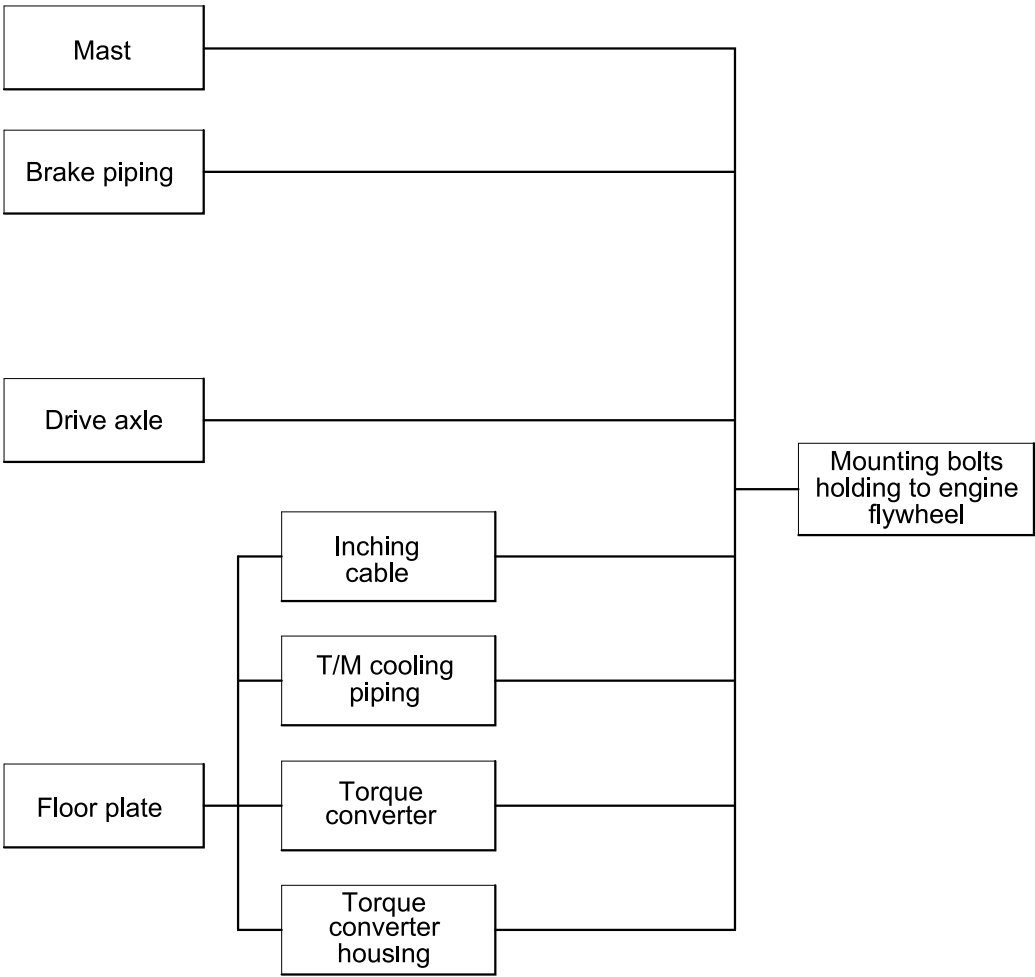 Mast
Brake piping
Drive axle
Mounting bolts
holding to engine
flywheel
Inching
cable
T/M cooling
piping
Floor plate
Torque
converter
Torque
converter
housing